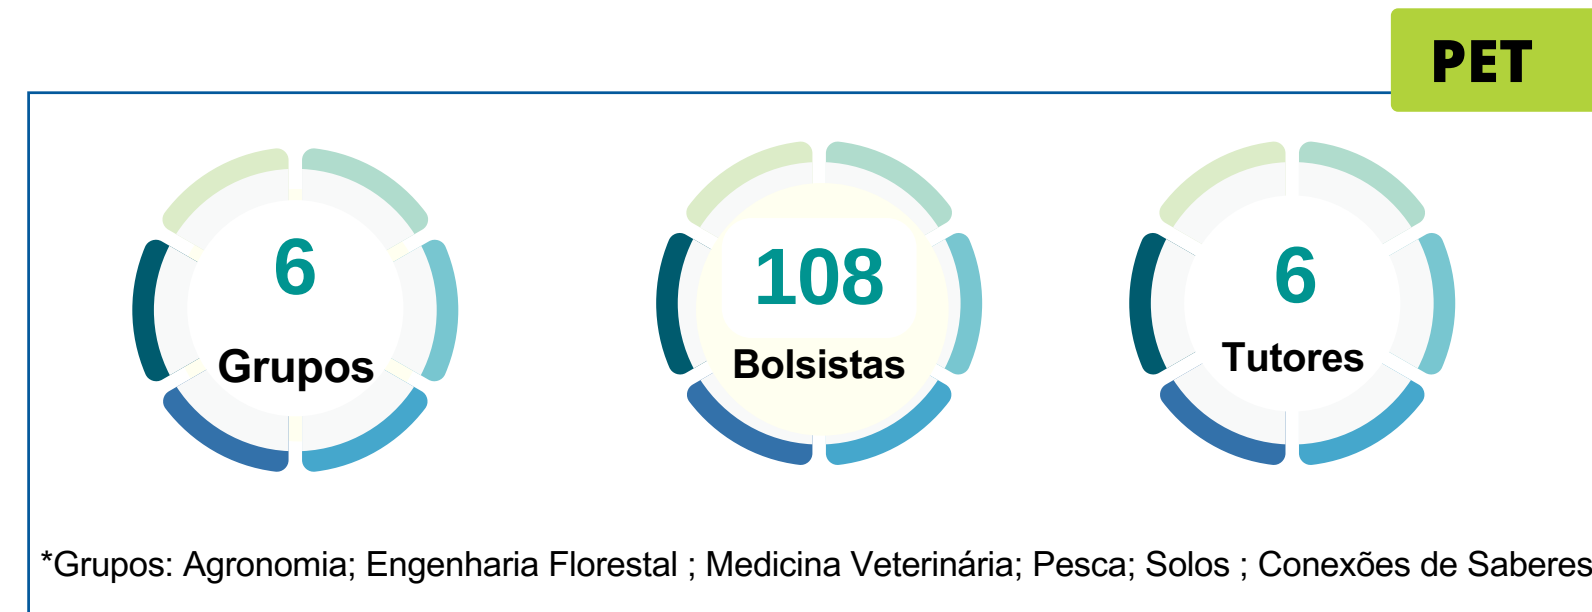 PET
6
Grupos
108
Bolsistas
6
Tutores
*Grupos: Agronomia; Engenharia Florestal ; Medicina Veterinária; Pesca; Solos ; Conexões de Saberes